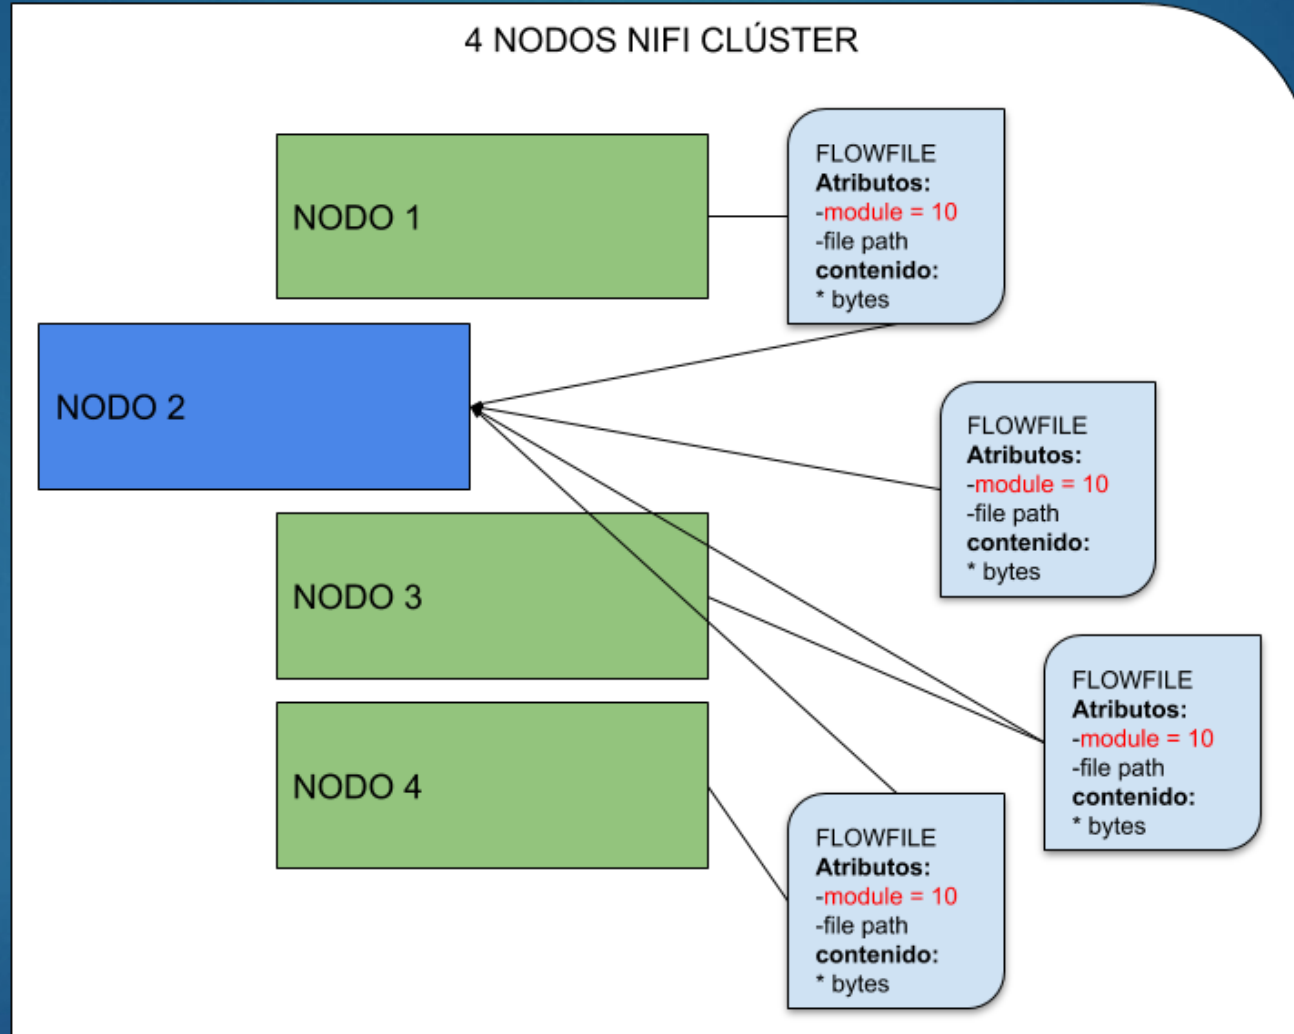 4 NODOS NIFI CLÚSTER
NODO 1
FLOWFILE
Atributos:
-module = 10
-file path
contenido:
* bytes
NODO 2
FLOWFILE
Atributos:
-module = 10
-file path
contenido:
* bytes
NODO 3
FLOWFILE
Atributos:
-module = 10
-file path
contenido:
* bytes
NODO 4
FLOWFILE
Atributos:
-module = 10
-file path
contenido:
* bytes